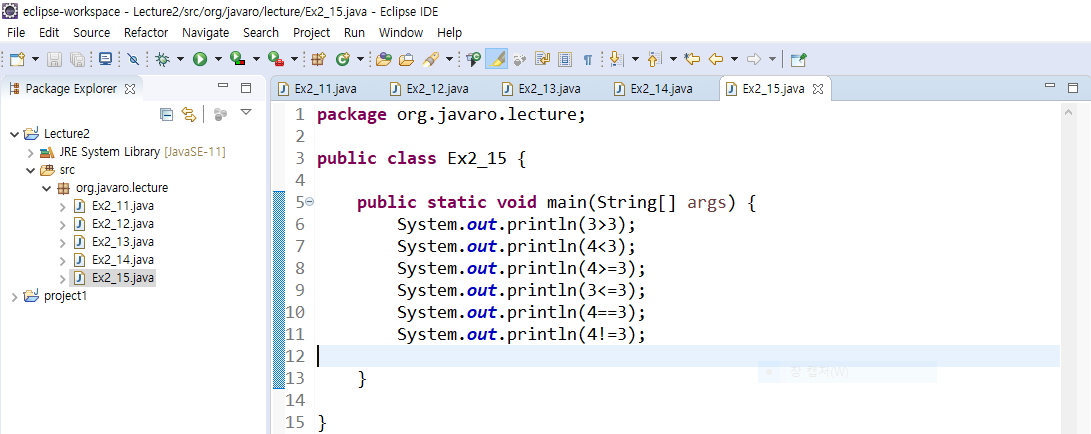 eclipse-workspace - Lecture2/src/org/javaro/lecture/Ex2_15.java - Eclipse IDE
File Edit Source Refactor Navigate Search Project Run Window Help
Package Explorer
Lecture2
JRE System Library [JavaSE-11]
src
org.javaro.lecture
Ex2_11.java
Ex2_12.java
Ex2_13.java
Ex2_14.java
Ex2_15.java
project1
Ex2_11.java Ex2_12.java Ex2_13.java Ex2_14.java Ex2_15.java
1 package org.javaro.lecture;
2
3 public class Ex2_15 {
4
5 public static void main(String[] args) {
6 System.out.println(3>3);
7 System.out.println(4<3);
8 System.out.println(4>=3);
9 System.out.println(3<=3);
10 System.out.println(4==3);
11 System.out.println(4!=3);
12
13 }
14
15 }
창 캡처(W)